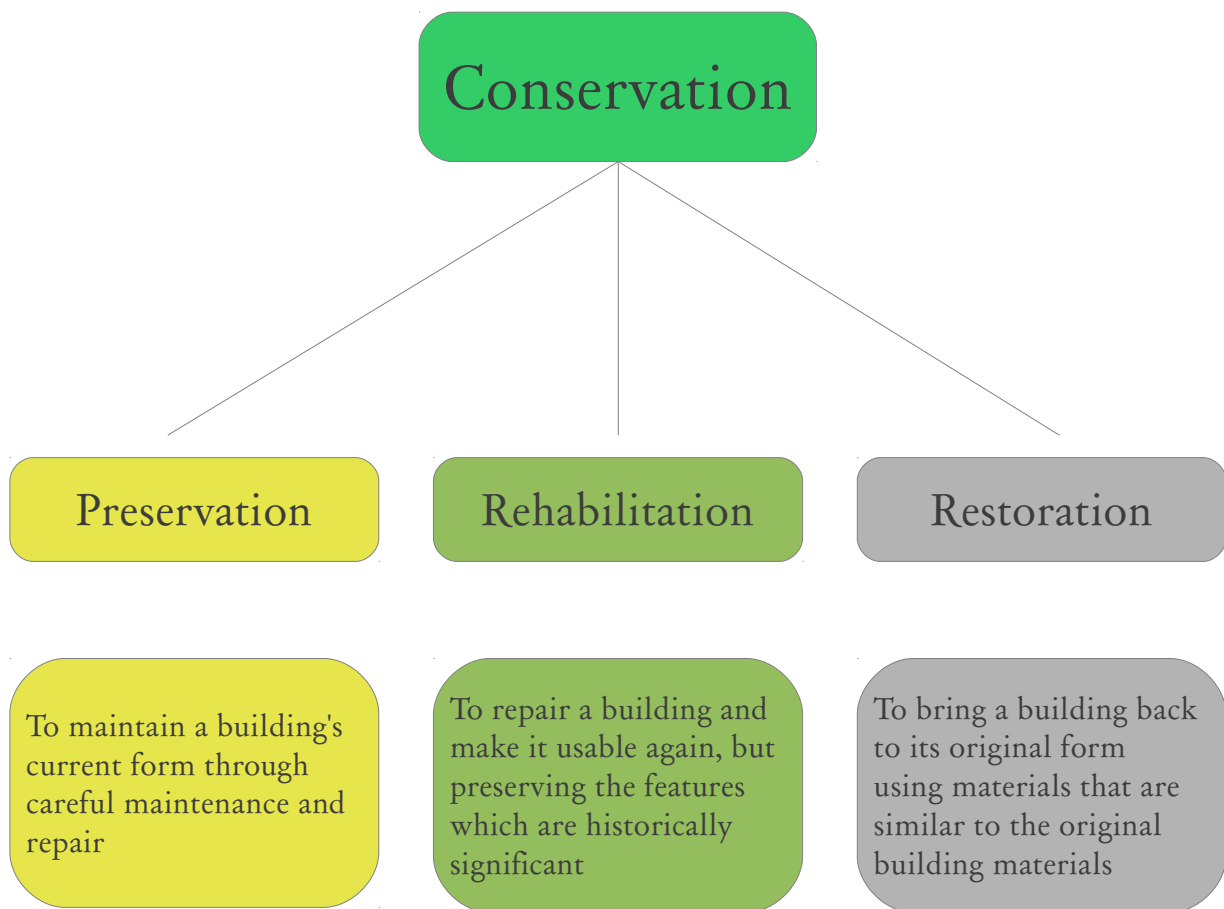 Conservation
Preservation
Rehabilitation
Restoration
To maintain a building's
current form through
careful maintenance and
repair
To repair a building and
make it usable again, but
preserving the features
which are historically
significant
To bring a building back
to its original form
using materials that are
similar to the original
building materials